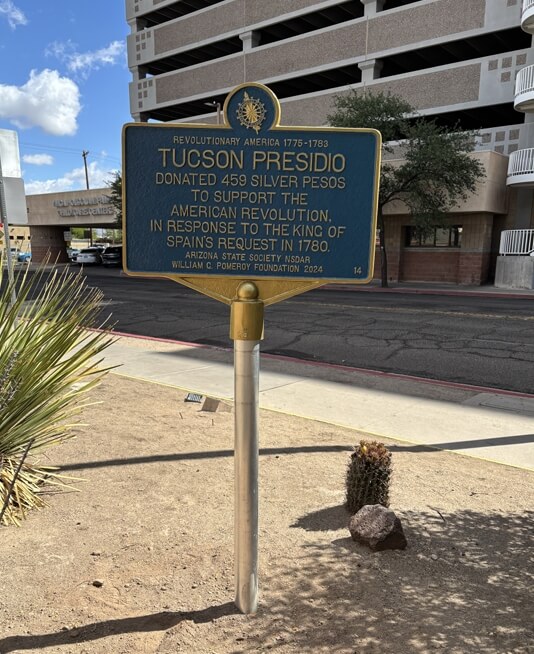 REVOLUTIONARY AMERICA 1775-1783
TUCSON PRESIDIO
DONATED 459 SILVER PESOS
TO SUPPORT THE
AMERICAN REVOLUTION,
IN RESPONSE TO THE KING OF
SPAIN'S REQUEST IN 1780.
ARIZONA STATE SOCIETY NSDAR
WILLIAM C. POMEROY FOUNDATION 2024
14